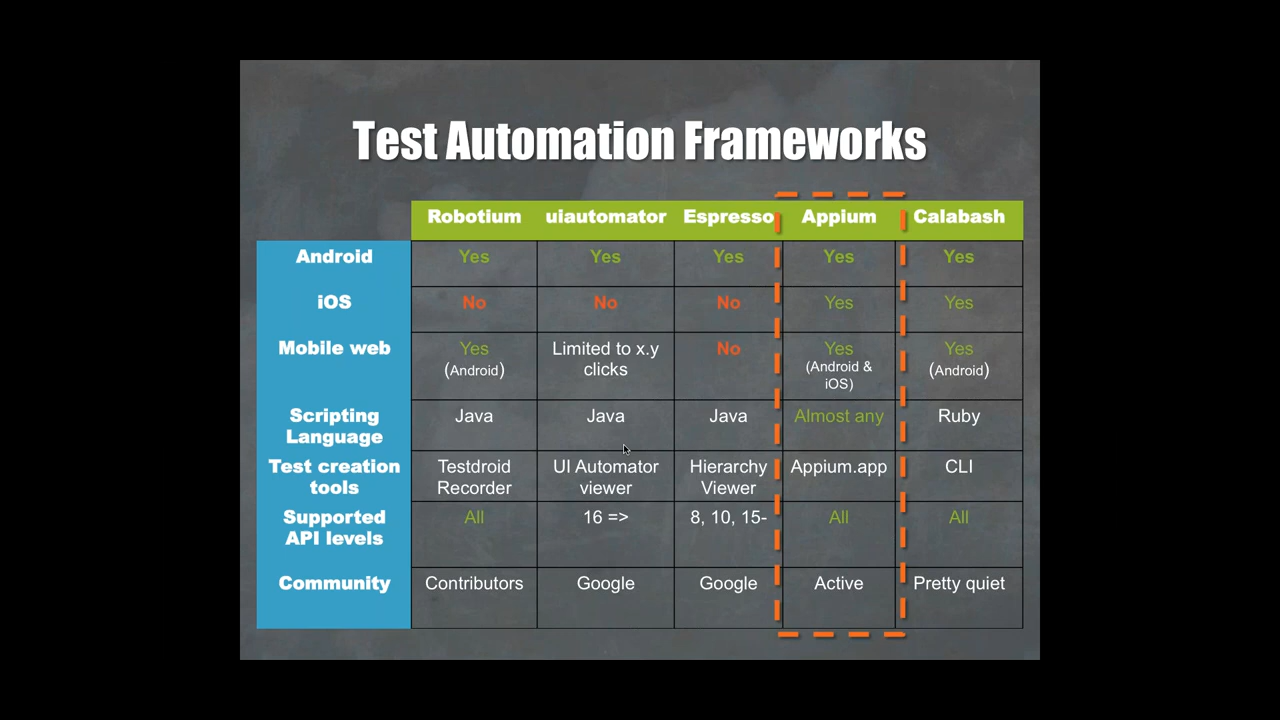 Test Automation Frameworks
Robotium uiautomator Espresso Appium Calabash
Android Yes Yes Yes Yes Yes
iOS No No No Yes Yes
Mobile web Yes Limited to x.y No Yes Yes
(Android) clicks (Android & (Android)
iOS)
Scripting Java Java Java Almost any Ruby
Language
Test creation Testdroid UI Automator Hierarchy Appium.app CLI
tools Recorder viewer Viewer
Supported All 16 => 8, 10, 15- All All
API levels
Community Contributors Google Google Active Pretty quiet